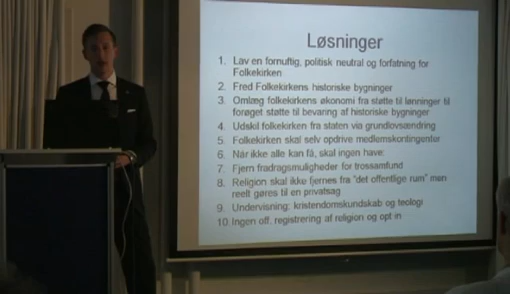 Løsninger
1. Lav en fornuftig, politisk neutral og forfatning for
Folkekirken
2. Fred Folkekirkens historiske bygninger
3. Omlæg folkekirkens økonomi fra støtte til lønninger til
forøget støtte til bevaring af historiske bygninger
4. Udskil folkekirken fra staten via grundlovsændring
5. Folkekirken skal selv opdrive medlemskontingenter
6. Når ikke alle kan få, skal ingen have:
7. Fjern fradragsmuligheder for trossamfund
8. Religion skal ikke fjernes fra "det offentlige rum" men
reelt gøres til en privatsag
9. Undervisning: kristendomskundskab og teologi
10. Ingen off. registrering af religion og opt in